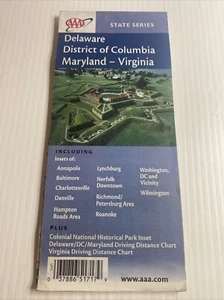 AAA
STATE SERIES
Delaware
District of Columbia
Maryland – Virginia
INCLUDING
Insets of:
Annapolis
Baltimore
Charlottesville
Danville
Hampton
Roads Area
Lynchburg
Norfolk
Downtown
Richmond/
Petersburg Area
Roanoke
Washington,
DC and
Vicinity
Wilmington
PLUS
Colonial National Historical Park Inset
Delaware/DC/Maryland Driving Distance Chart
Virginia Driving Distance Chart
www.aaa.com